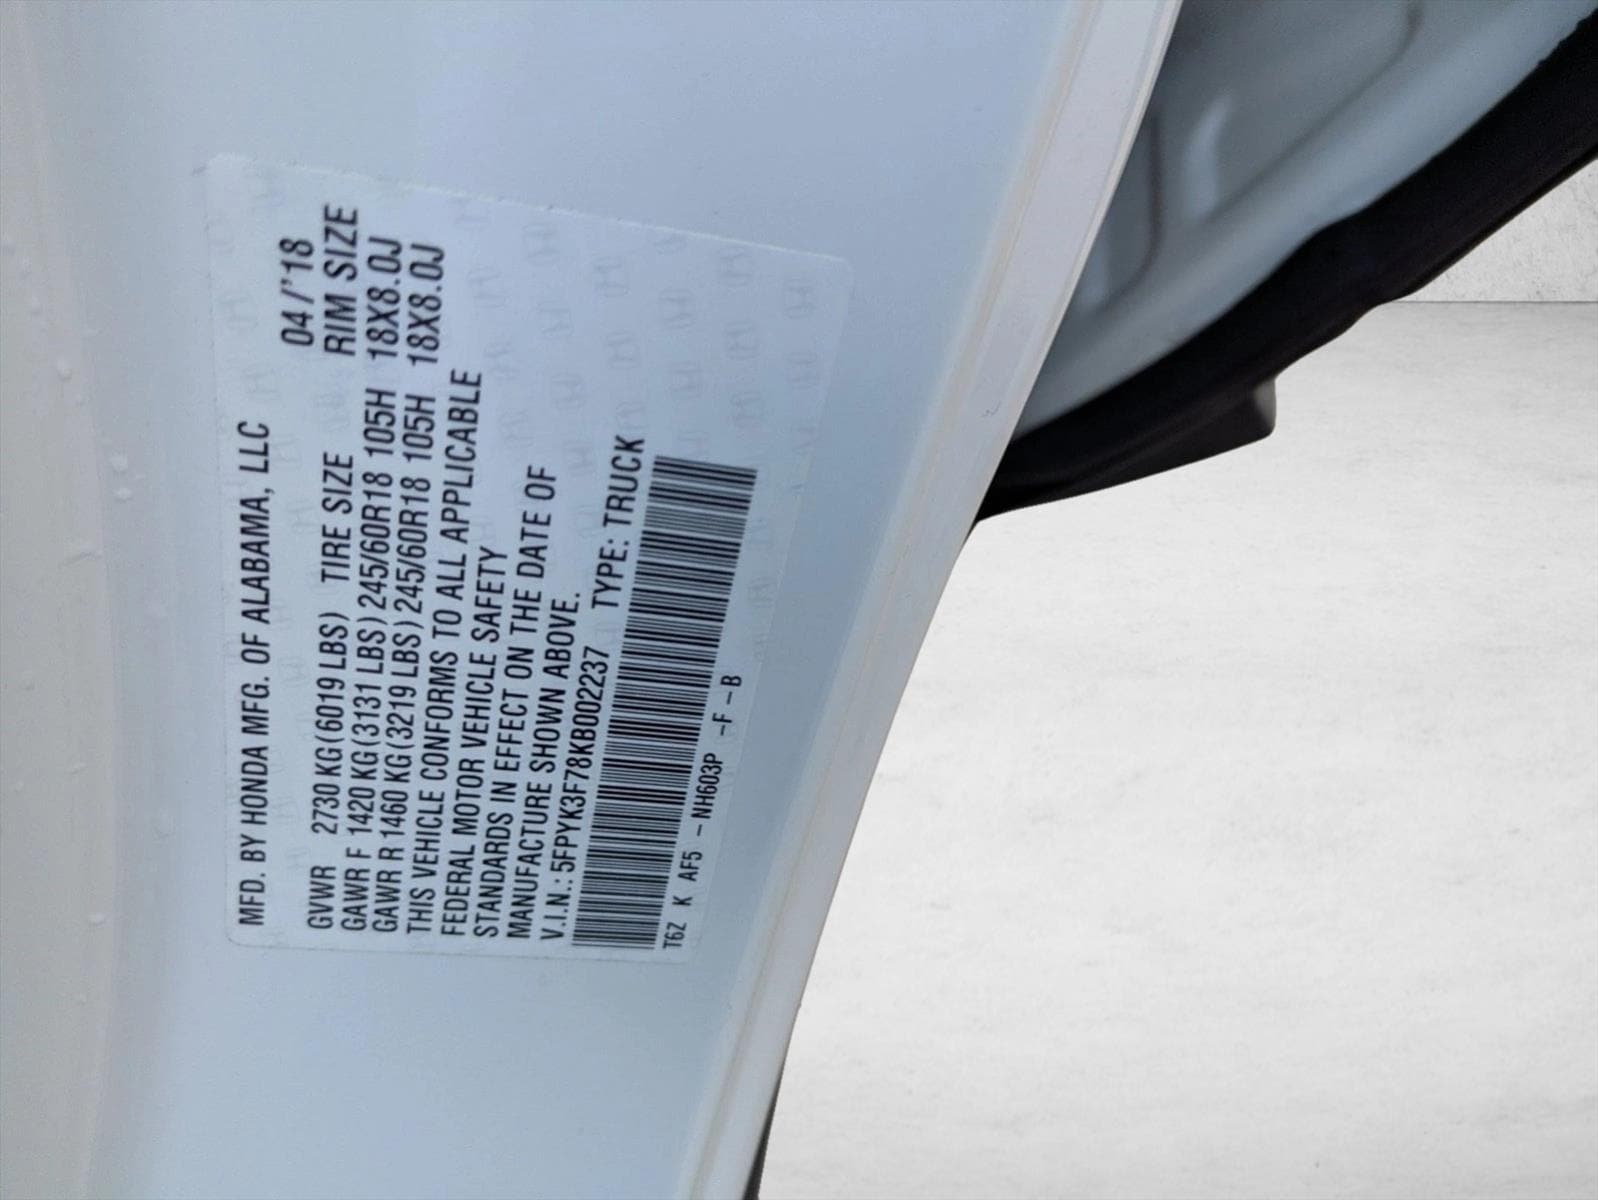 MFD. BY HONDA MFG. OF ALABAMA, LLC 04/'18
GVWR 2730 KG(6019 LBS) TIRE SIZE RIM SIZE
GAWR F 1420 KG(3131 LBS) 245/60R18 105H 18X8.0J
GAWR R 1460 KG(3219 LBS) 245/60R18 105H 18X8.0J
THIS VEHICLE CONFORMS TO ALL APPLICABLE
FEDERAL MOTOR VEHICLE SAFETY
STANDARDS IN EFFECT ON THE DATE OF
MANUFACTURE SHOWN ABOVE.
V.I.N.: 5FPYK3F78KB002237 TYPE: TRUCK
T6Z K AF5 -NH603P -F -B